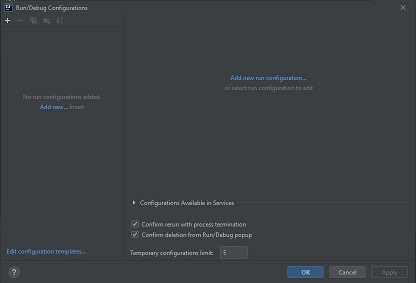 Run/Debug Configurations
No run configurations added.
Add new... Insert
Add new run configuration...
or select run configuration to edit
Configurations Available in Services
Confirm rerun with process termination
Confirm deletion from Run/Debug popup
Temporary configurations limit: 5
Edit configuration templates...
?
OK
Cancel
Apply